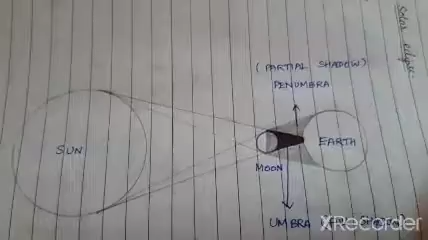 Solar eclipse
(PARTIAL SHADOW)
PENUMBRA
SUN
EARTH
MOON
UMBRA
XRecorder